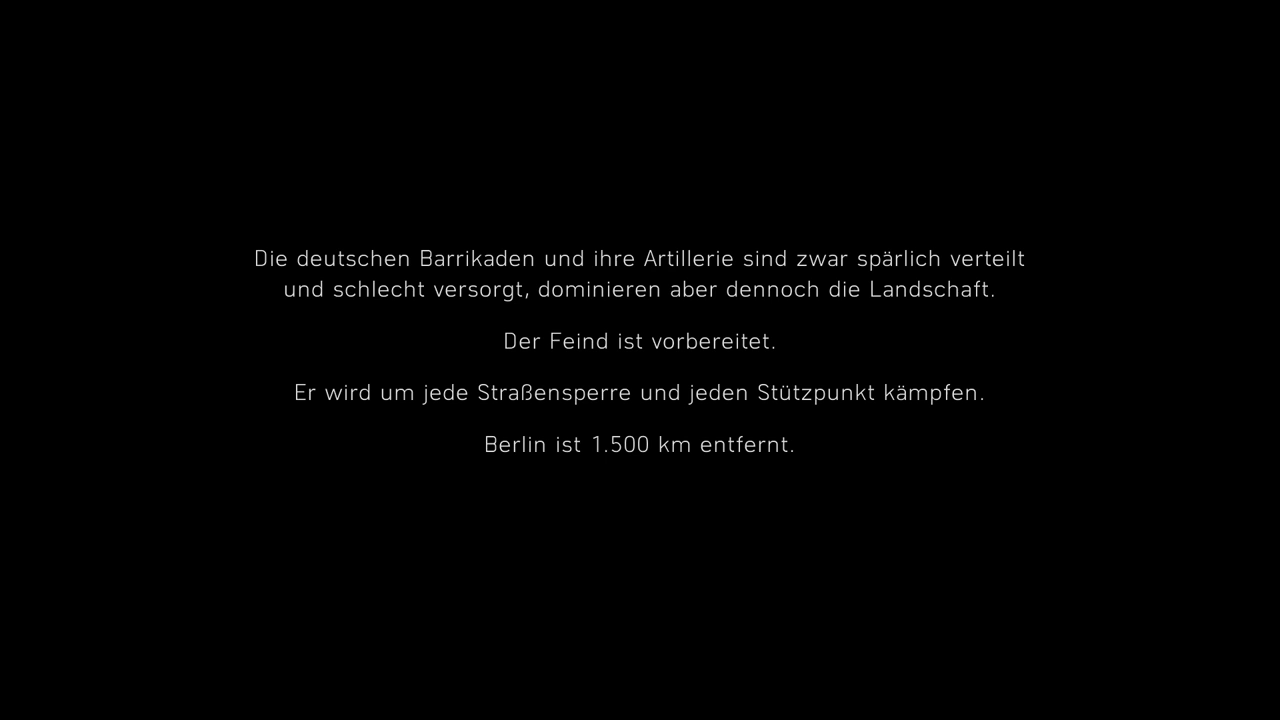 Die deutschen Barrikaden und ihre Artillerie sind zwar spärlich verteilt
und schlecht versorgt, dominieren aber dennoch die Landschaft.
Der Feind ist vorbereitet.
Er wird um jede Straßensperre und jeden Stützpunkt kämpfen.
Berlin ist 1.500 km entfernt.